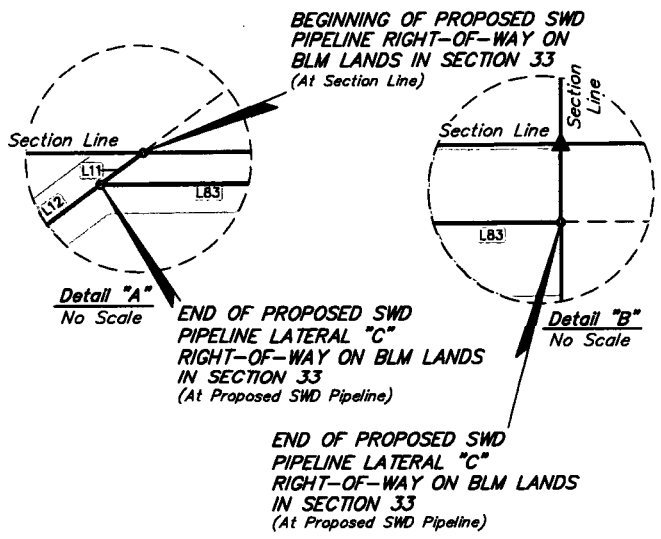 BEGINNING OF PROPOSED SWD
PIPELINE RIGHT-OF-WAY ON
BLM LANDS IN SECTION 33
(At Section Line)
Section Line
L11
L12
L83
Detail "A"
No Scale
END OF PROPOSED SWD
PIPELINE LATERAL "C"
RIGHT-OF-WAY ON BLM LANDS
IN SECTION 33
(At Proposed SWD Pipeline)
Section
Line
Section Line
L83
Detail "B"
No Scale
END OF PROPOSED SWD
PIPELINE LATERAL "C"
RIGHT-OF-WAY ON BLM LANDS
IN SECTION 33
(At Proposed SWD Pipeline)